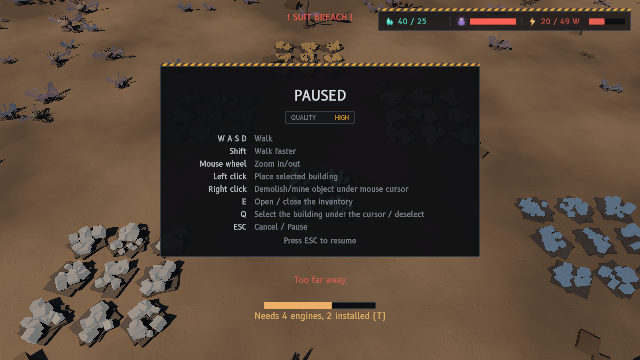 ! SUIT BREACH !
40 / 25
20 / 49 W
PAUSED
QUALITY HIGH
W A S D Walk
Shift Walk faster
Mouse wheel Zoom in/out
Left click Place selected building
Right click Demolish/mine object under mouse cursor
E Open / close the inventory
Q Select the building under the cursor / deselect
ESC Cancel / Pause
Press ESC to resume
Too far away
Needs 4 engines, 2 installed [T]